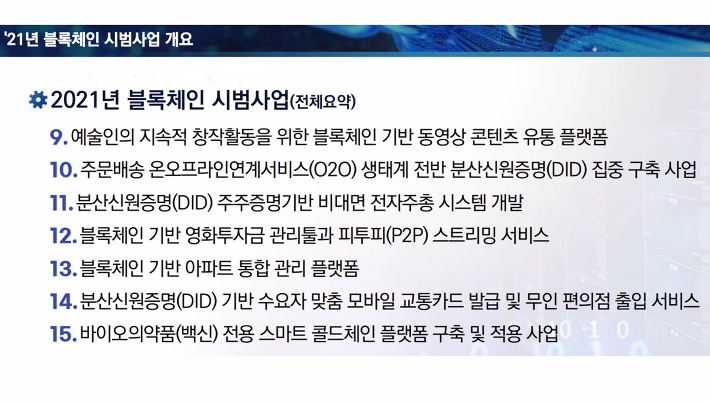 '21년 블록체인 시범사업 개요
2021년 블록체인 시범사업(전체요약)
9. 예술인의 지속적 창작활동을 위한 블록체인 기반 동영상 콘텐츠 유통 플랫폼
10. 주문배송 온오프라인연계서비스(O2O) 생태계 전반 분산신원증명(DID) 집중 구축 사업
11. 분산신원증명(DID) 주주증명기반 비대면 전자주총 시스템 개발
12. 블록체인 기반 영화투자금 관리툴과 피투피(P2P) 스트리밍 서비스
13. 블록체인 기반 아파트 통합 관리 플랫폼
14. 분산신원증명(DID) 기반 수요자 맞춤 모바일 교통카드 발급 및 무인 편의점 출입 서비스
15. 바이오의약품(백신) 전용 스마트 콜드체인 플랫폼 구축 및 적용 사업